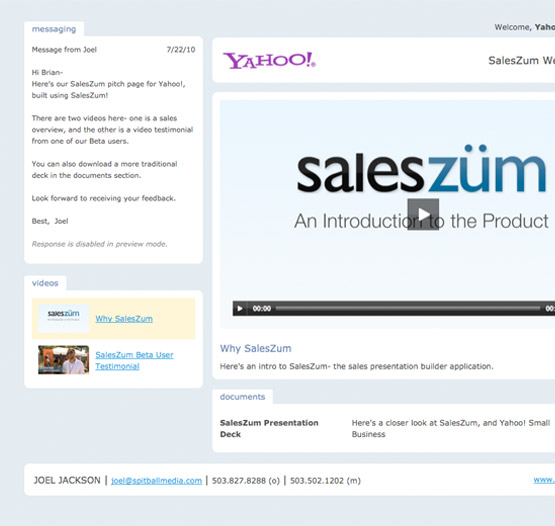 messaging
Welcome, Yaho
Message from Joel 7/22/10
Hi Brian-
Here's our SalesZum pitch page for Yahoo!,
built using SalesZum!
There are two videos here- one is a sales
overview, and the other is a video testimonial
from one of our Beta users.
You can also download a more traditional
deck in the documents section.
Look forward to receiving your feedback.
Best, Joel
Response is disabled in preview mode.
YAHOO!®
SalesZum We
saleszüm
An Introduction to the Product
00:00
00:
videos
saleszüm
Why SalesZum
SalesZum Beta User
Testimonial
Why SalesZum
Here's an intro to SalesZum- the sales presentation builder application.
documents
SalesZum Presentation
Deck
Here's a closer look at SalesZum, and Yahoo! Small
Business
JOEL JACKSON | joel@spitballmedia.com | 503.827.8288 (o) | 503.502.1202 (m)
www.